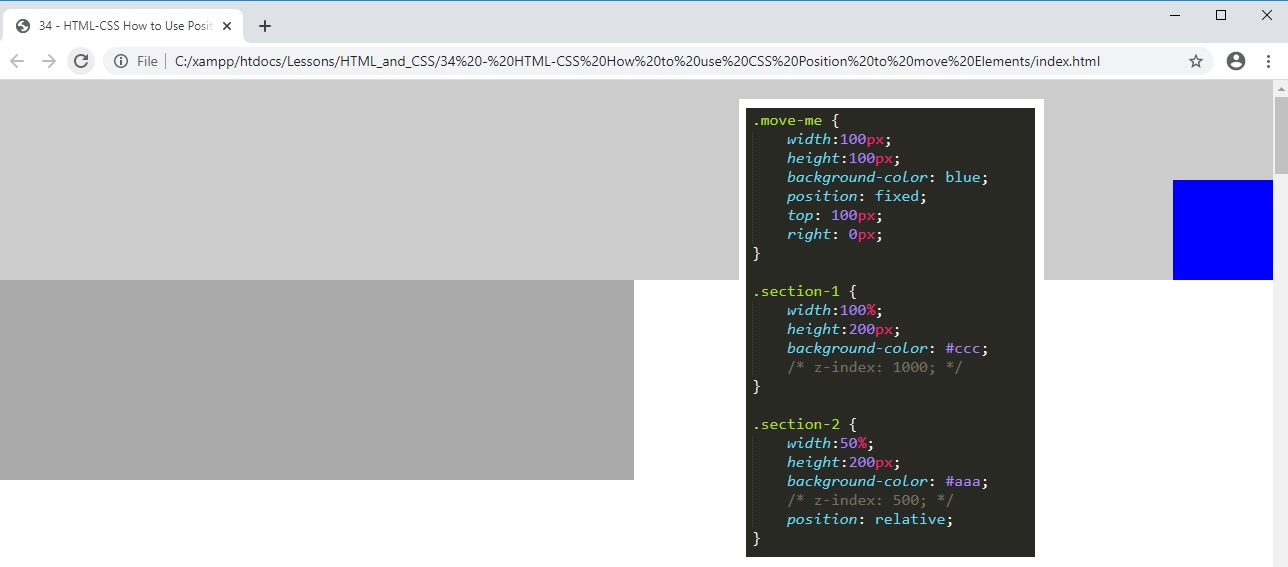 34 - HTML-CSS How to Use Posit
File
C:/xampp/htdocs/Lessons/HTML_and_CSS/34%20-%20HTML-CSS%20How%20to%20use%20CSS%20Position%20to%20move%20Elements/index.html
.move-me {
width:100px;
height:100px;
background-color: blue;
position: fixed;
top: 100px;
right: 0px;
}
.section-1 {
width:100%;
height:200px;
background-color: #ccc;
/* z-index: 1000; */
}
.section-2 {
width:50%;
height:200px;
background-color: #aaa;
/* z-index: 500; */
position: relative;
}